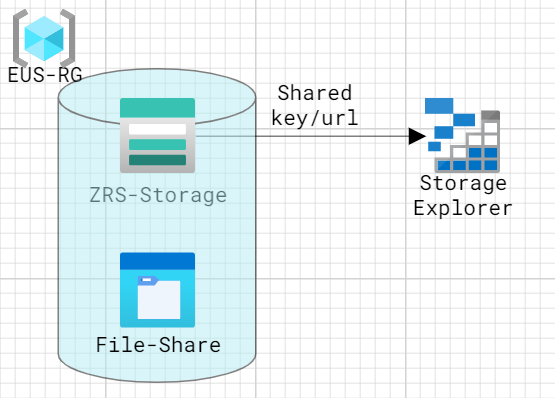 EUS-RG
Shared
key/url
ZRS-Storage
Storage
Explorer
File-Share